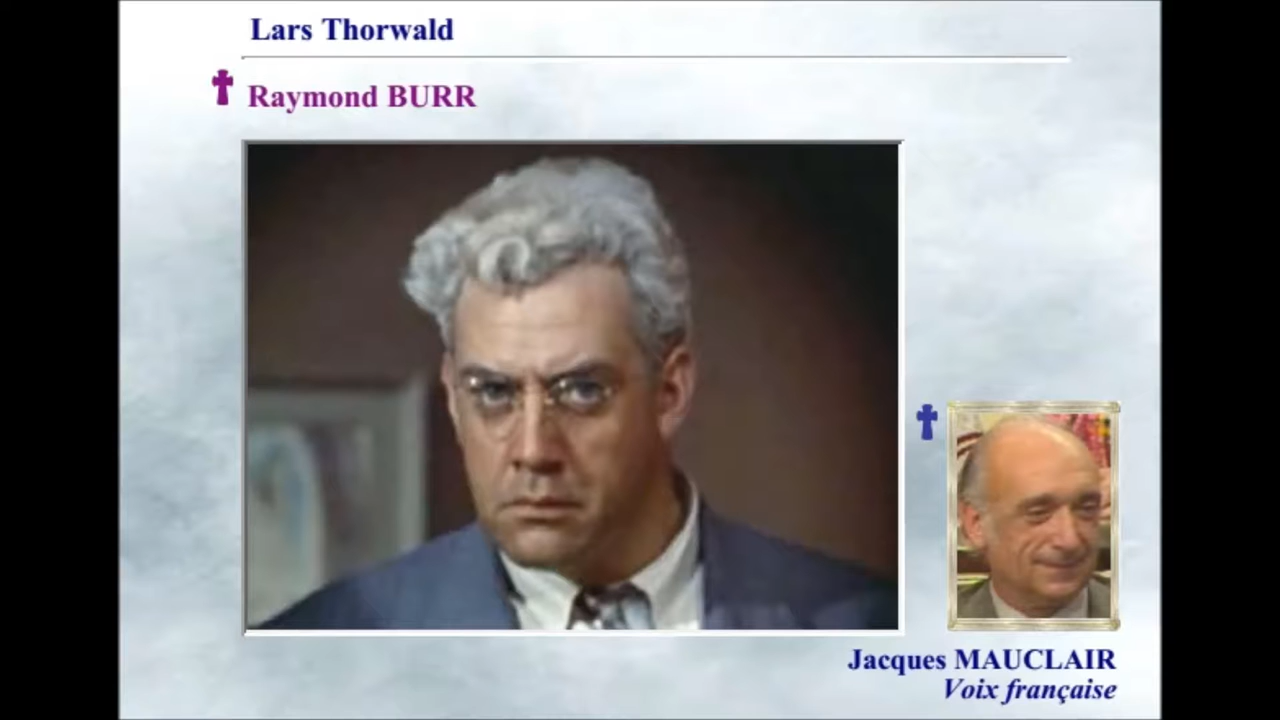 Lars Thorwald
Raymond BURR
Jacques MAUCLAIR
Voix française